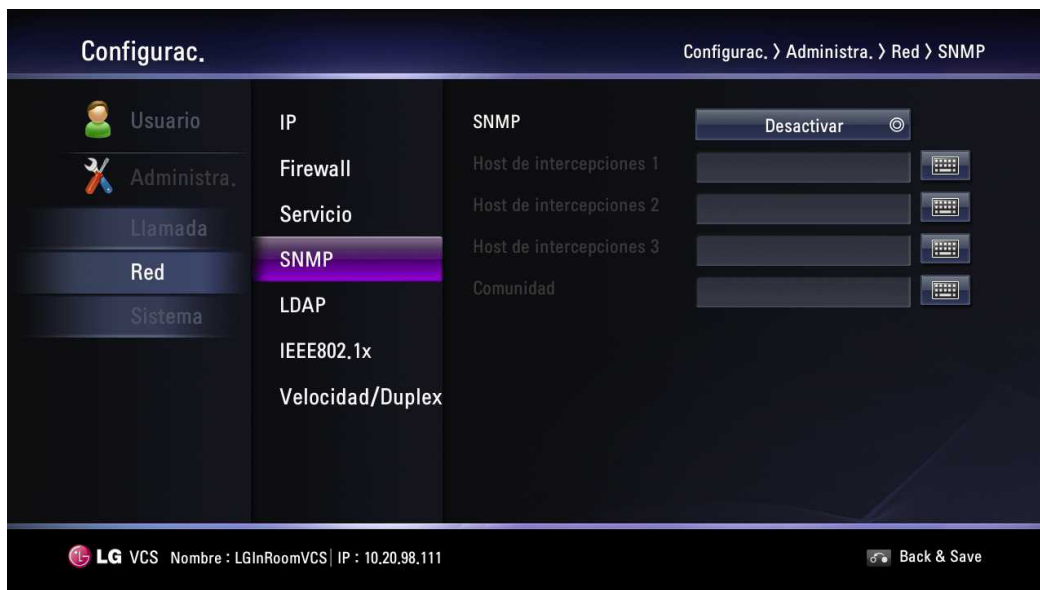 Configurac.
Configurac. > Administra. > Red > SNMP
Usuario
Administra.
Llamada
Red
Sistema
IP
Firewall
Servicio
SNMP
LDAP
IEEE802.1x
Velocidad/Duplex
SNMP
Desactivar
Host de intercepciones 1
Host de intercepciones 2
Host de intercepciones 3
Comunidad
LG VCS Nombre : LGInRoomVCS| IP : 10.20.98.111
Back & Save